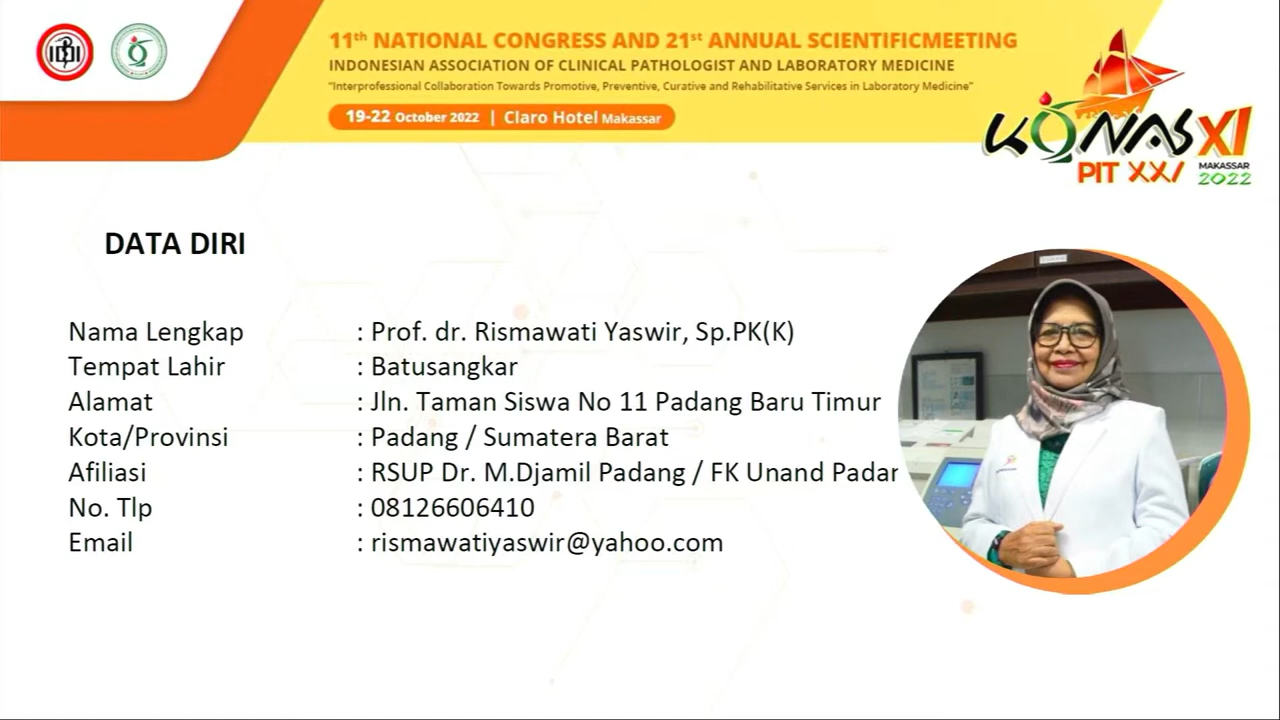 11th NATIONAL CONGRESS AND 21st ANNUAL SCIENTIFICMEETING
INDONESIAN ASSOCIATION OF CLINICAL PATHOLOGIST AND LABORATORY MEDICINE
"Interprofessional Collaboration Towards Promotive, Preventive, Curative and Rehabilitative Services in Laboratory Medicine"
19-22 October 2022 | Claro Hotel Makassar
KONAS XI
PIT XXI MAKASSAR 2022
DATA DIRI
Nama Lengkap : Prof. dr. Rismawati Yaswir, Sp.PK(K)
Tempat Lahir : Batusangkar
Alamat : Jln. Taman Siswa No 11 Padang Baru Timur
Kota/Provinsi : Padang / Sumatera Barat
Afiliasi : RSUP Dr. M.Djamil Padang / FK Unand Padan
No. Tlp : 08126606410
Email : rismawatiyaswir@yahoo.com